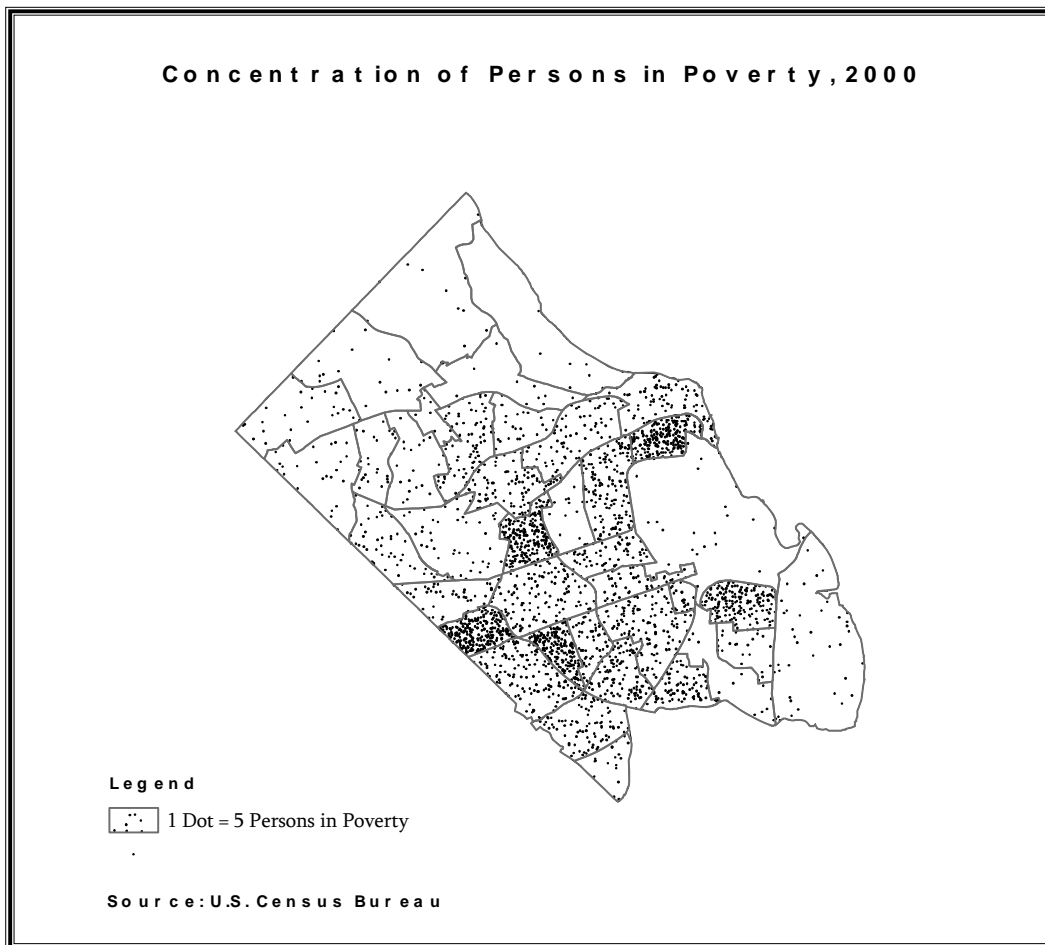 Concentration of Persons in Poverty, 2000
Legend
1 Dot = 5 Persons in Poverty
Source: U.S. Census Bureau